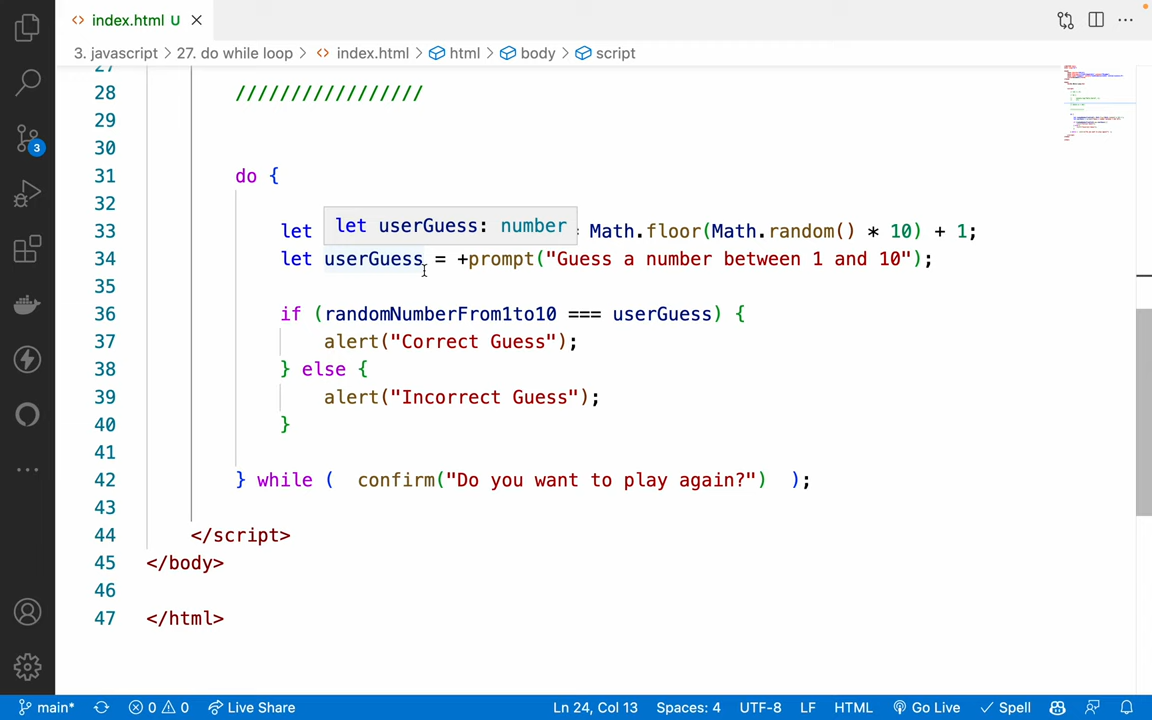 index.html U
3. javascript > 27. do while loop > index.html > html > body > script
27
28 /////////////////
29
30
31 do {
32
let userGuess: number
33 let = Math.floor(Math.random() * 10) + 1;
34 let userGuess = +prompt("Guess a number between 1 and 10");
35
36 if (randomNumberFrom1to10 === userGuess) {
37 alert("Correct Guess");
38 } else {
39 alert("Incorrect Guess");
40 }
41
42 } while ( confirm("Do you want to play again?") );
43
44 </script>
45 </body>
46
47 </html>
3
main* 0 0 Live Share Ln 24, Col 13 Spaces: 4 UTF-8 LF HTML Go Live Spell